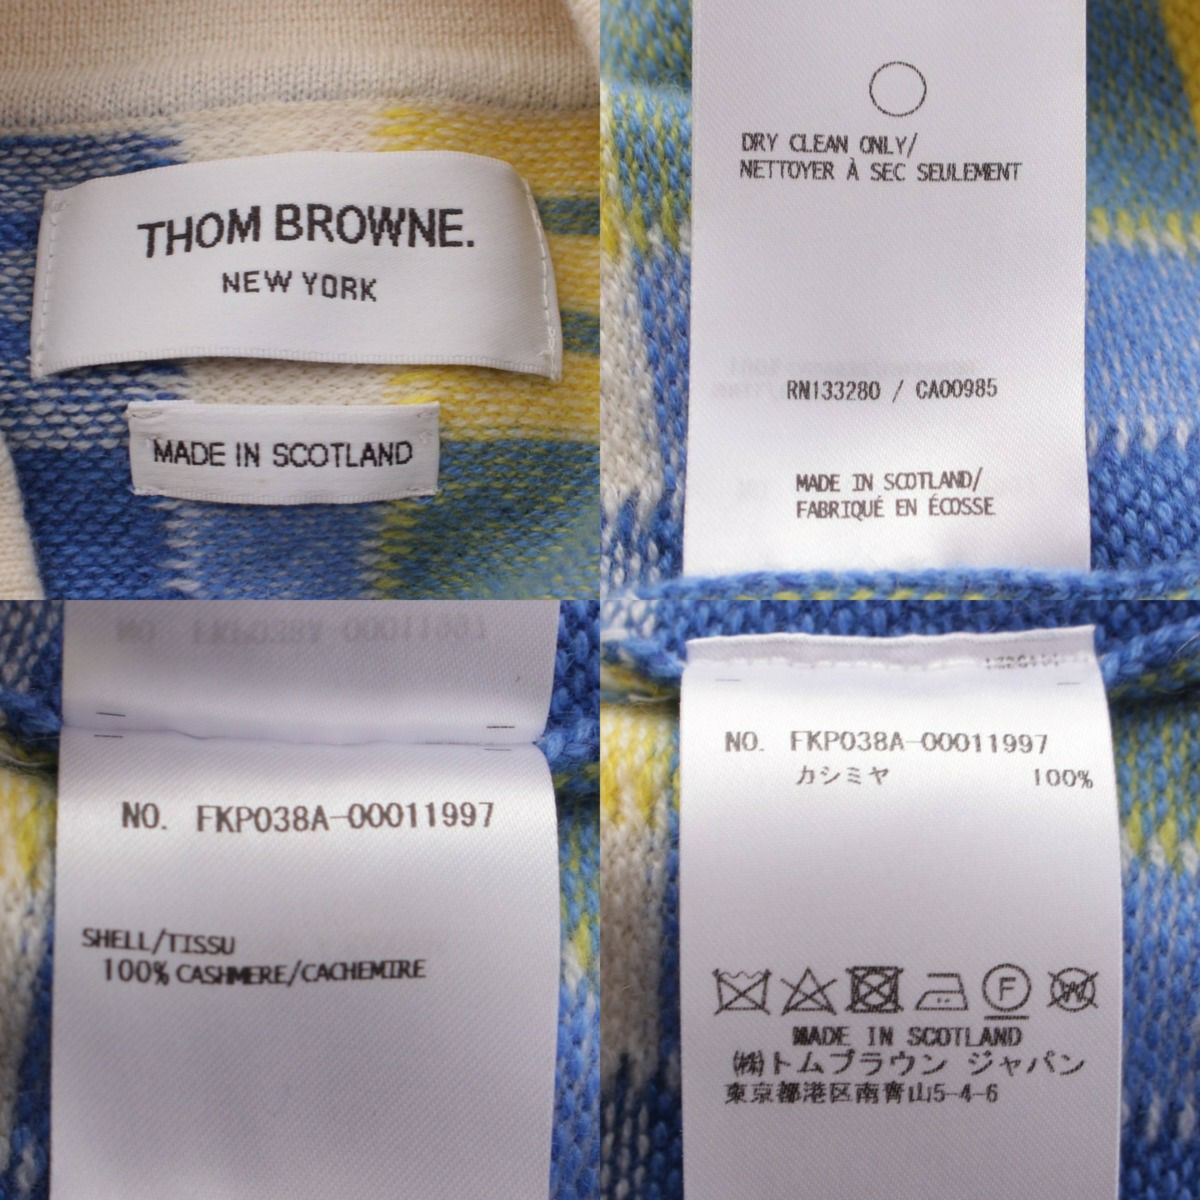 THOM BROWNE.
NEW YORK
MADE IN SCOTLAND
DRY CLEAN ONLY/
NETTOYER À SEC SEULEMENT
RN133280 / CA00985
MADE IN SCOTLAND/
FABRIQUÉ EN ÉCOSSE
NO. FKP038A-00011997
SHELL/TISSU
100% CASHMERE/CACHEMIRE
NO. FKP038A-00011997
カシミヤ 100%
F
W
MADE IN SCOTLAND
㈱トムブラウン ジャパン
東京都港区南青山5-4-6